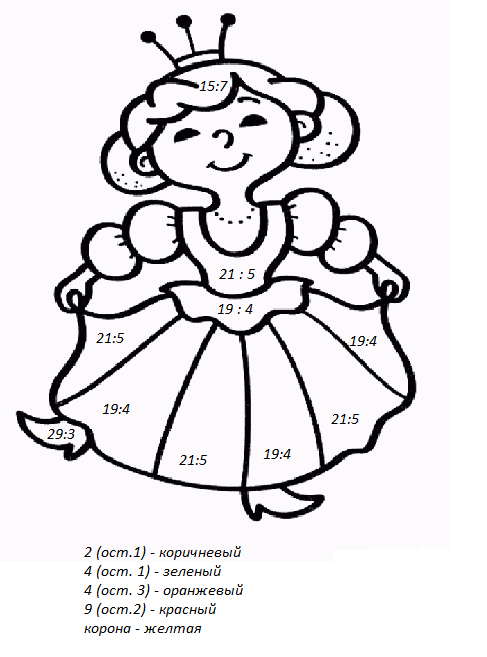 15:7
21 : 5
19 : 4
21:5
19:4
19:4
21:5
29:3
21:5
19:4
2 (ост.1) - коричневый
4 (ост. 1) - зеленый
4 (ост. 3) - оранжевый
9 (ост.2) - красный
корона - желтая